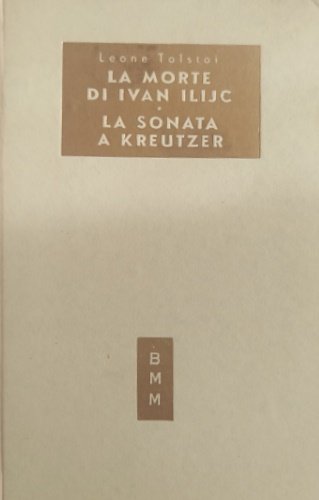 Leone Tolstoi
LA MORTE
DI IVAN ILIJC
•
LA SONATA
A KREUTZER
B
M
M